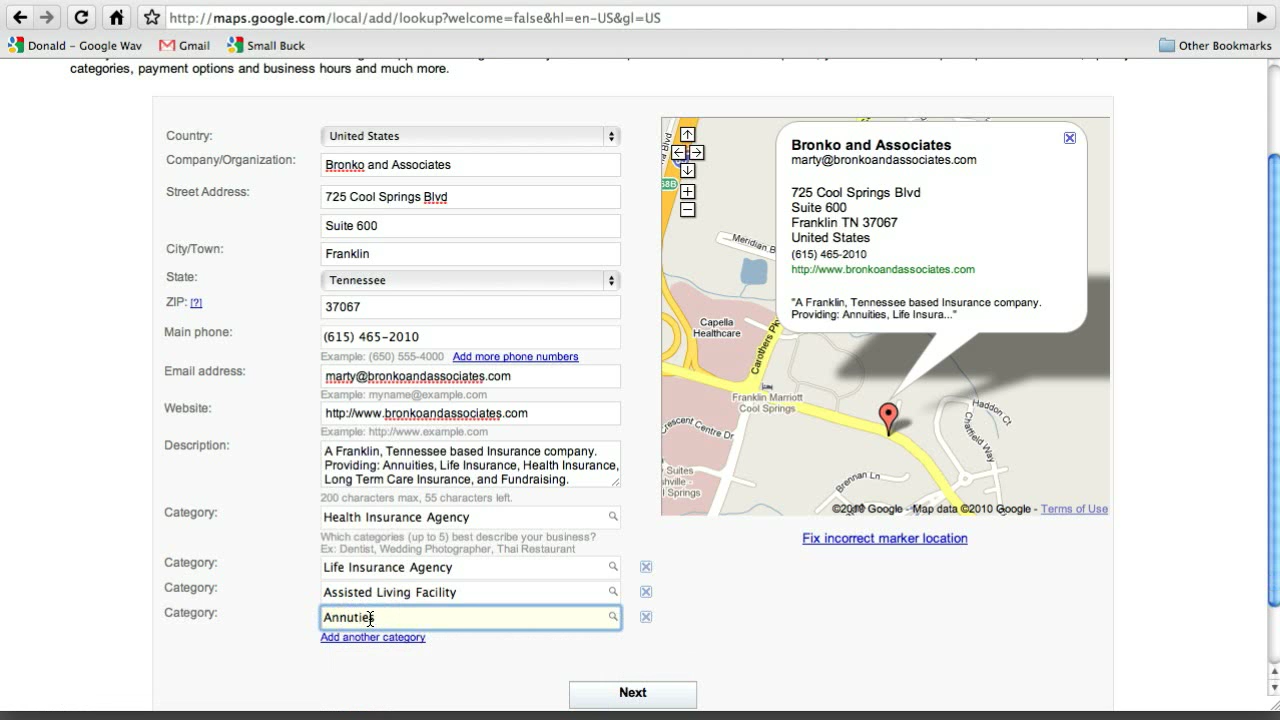 http://maps.google.com/local/add/lookup?welcome=false&hl=en-US&gl=US
Donald – Google Wav
Gmail
Small Buck
Other Bookmarks
categories, payment options and business hours and much more.
Country:
United States
Company/Organization:
Bronko and Associates
Street Address:
725 Cool Springs Blvd
Suite 600
City/Town:
Franklin
State:
Tennessee
ZIP: [?]
37067
Main phone:
(615) 465-2010
Example: (650) 555-4000 Add more phone numbers
Email address:
marty@bronkoandassociates.com
Example: myname@example.com
Website:
http://www.bronkoandassociates.com
Example: http://www.example.com
Description:
A Franklin, Tennessee based Insurance company.
Providing: Annuities, Life Insurance, Health Insurance,
Long Term Care Insurance, and Fundraising.
200 characters max, 55 characters left.
Category:
Health Insurance Agency
Which categories (up to 5) best describe your business?
Ex: Dentist, Wedding Photographer, Thai Restaurant
Category:
Life Insurance Agency
Category:
Assisted Living Facility
Category:
Annuties
Add another category
Next
Bronko and Associates
marty@bronkoandassociates.com
725 Cool Springs Blvd
Suite 600
Franklin TN 37067
United States
(615) 465-2010
http://www.bronkoandassociates.com
"A Franklin, Tennessee based Insurance company.
Providing: Annuities, Life Insura..."
68B
Meridian B
Capella
Healthcare
Carothers Pk
Franklin Marriott
Cool Springs
Crescent Centre Dr
Suites
Springs
Brennan Ln
Haddon Ct
Chatfield Way
©2010 Google - Map data ©2010 Google - Terms of Use
Fix incorrect marker location